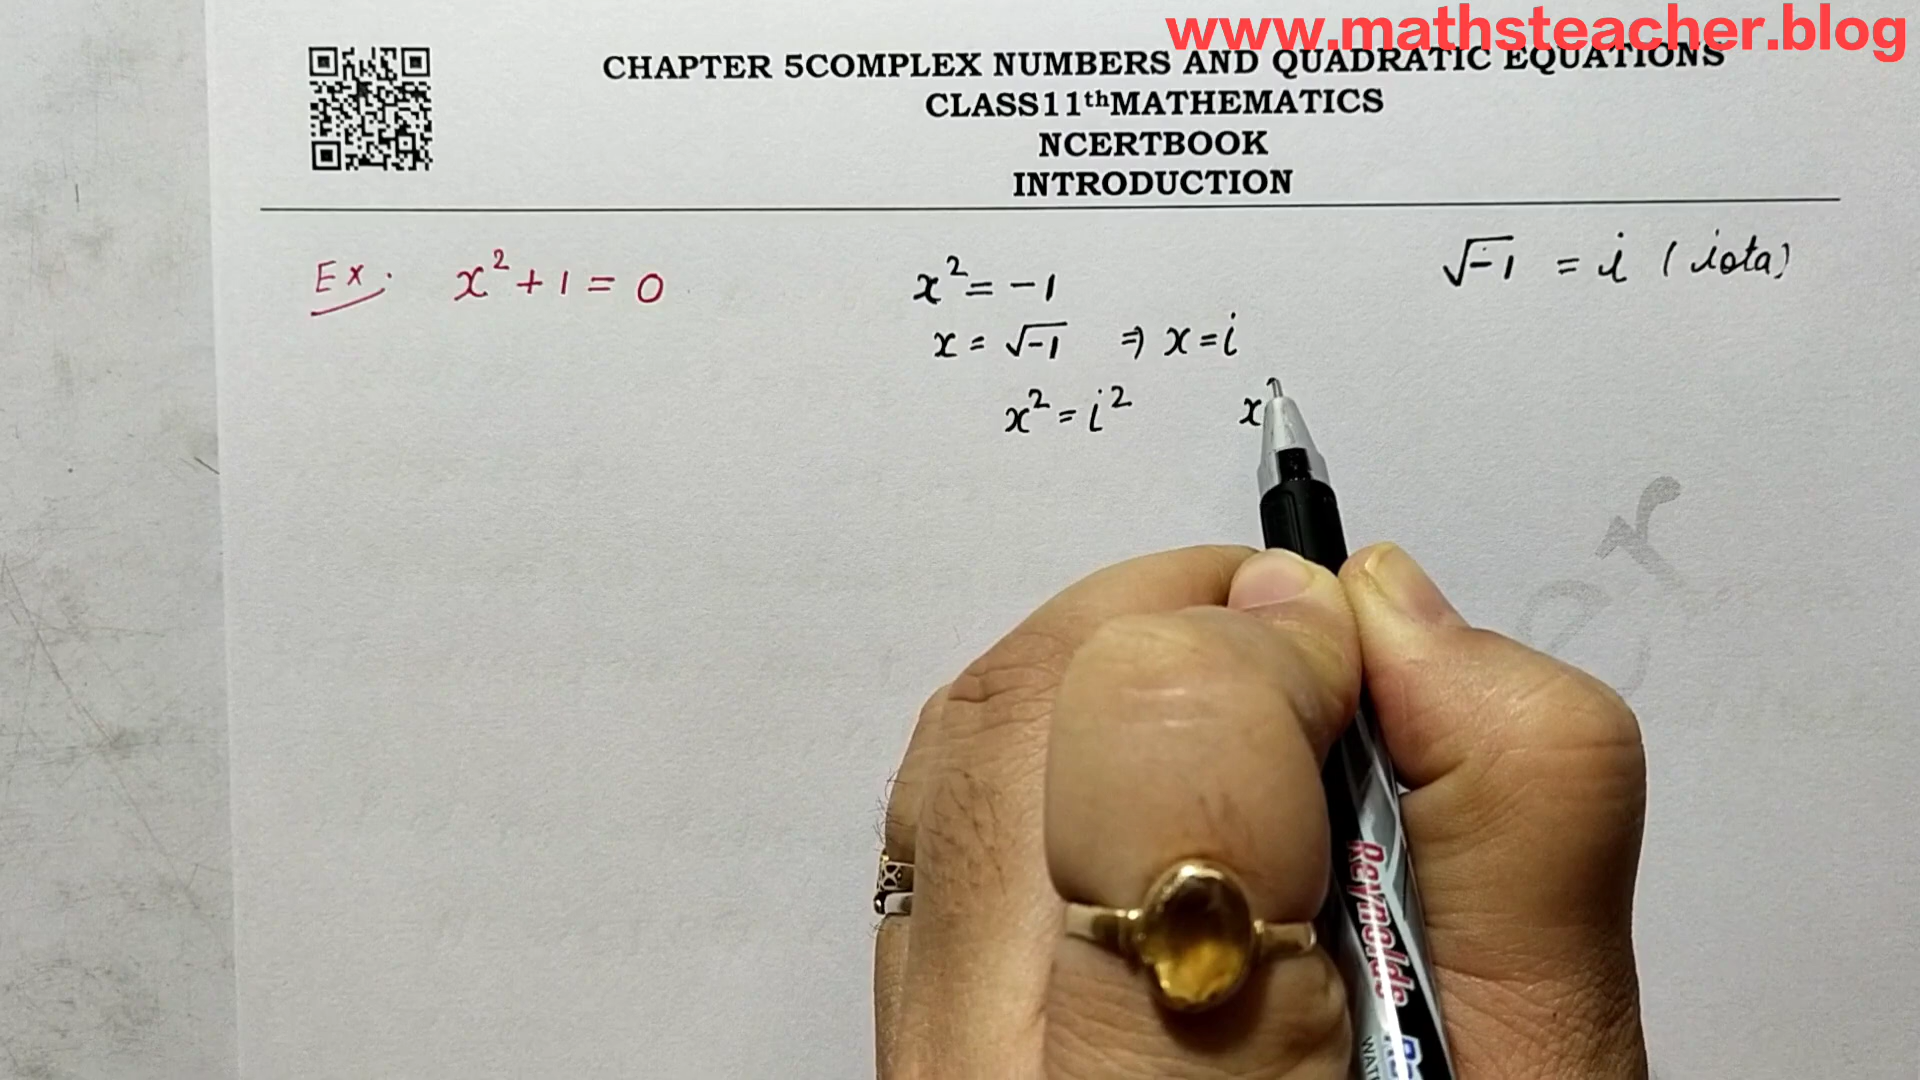 www.mathsteacher.blog
CHAPTER 5COMPLEX NUMBERS AND QUADRATIC EQUATIONS
CLASS11thMATHEMATICS
NCERTBOOK
INTRODUCTION
Ex. x² + 1 = 0
x² = -1
x = √-1 ⇒ x = i
x² = i² x
√-1 = i (iota)
er
Reynolds